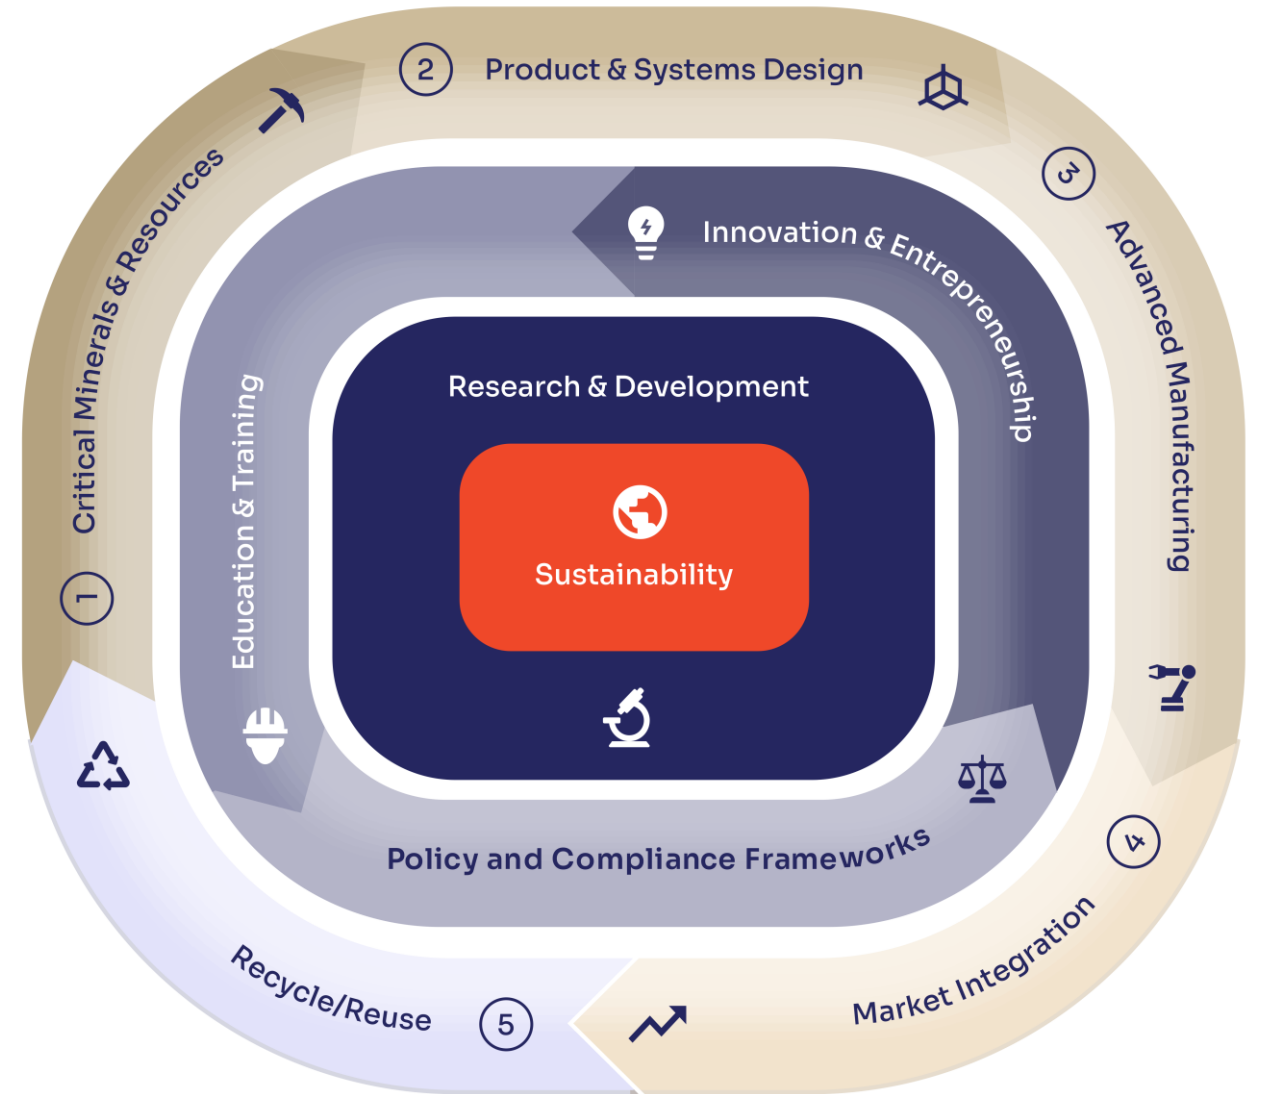 2
Product & Systems Design
3
Advanced Manufacturing
4
Market Integration
5
Recycle/Reuse
1
Critical Minerals & Resources
Innovation & Entrepreneurship
Education & Training
Policy and Compliance Frameworks
Research & Development
Sustainability